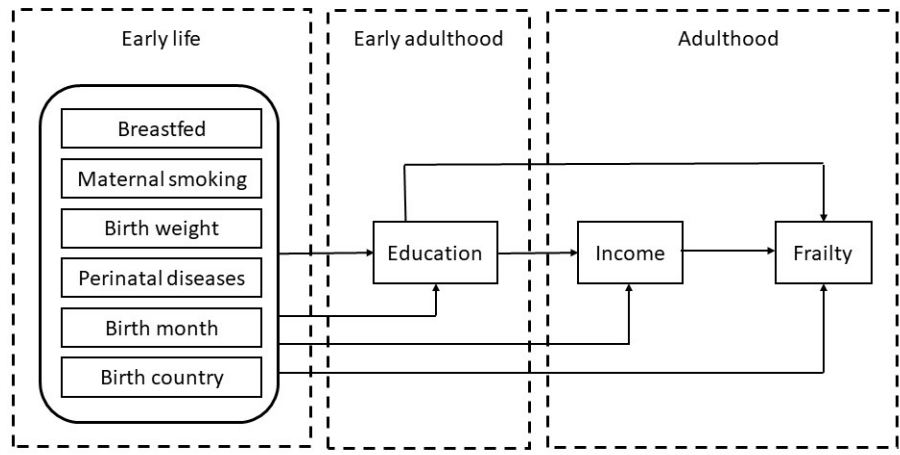 Early life
Early adulthood
Adulthood
Breastfed
Maternal smoking
Birth weight
Perinatal diseases
Birth month
Birth country
Education
Income
Frailty